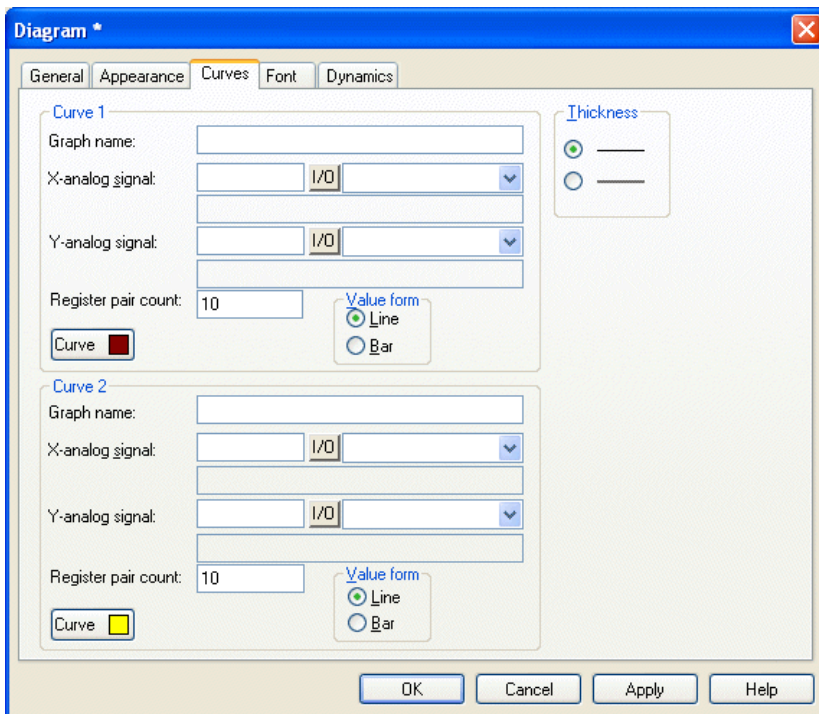 Diagram *
General Appearance Curves Font Dynamics
Curve 1
Graph name:
X-analog signal: I/O
Y-analog signal: I/O
Register pair count: 10
Value form
Line
Bar
Curve
Thickness
Curve 2
Graph name:
X-analog signal: I/O
Y-analog signal: I/O
Register pair count: 10
Value form
Line
Bar
Curve
OK Cancel Apply Help